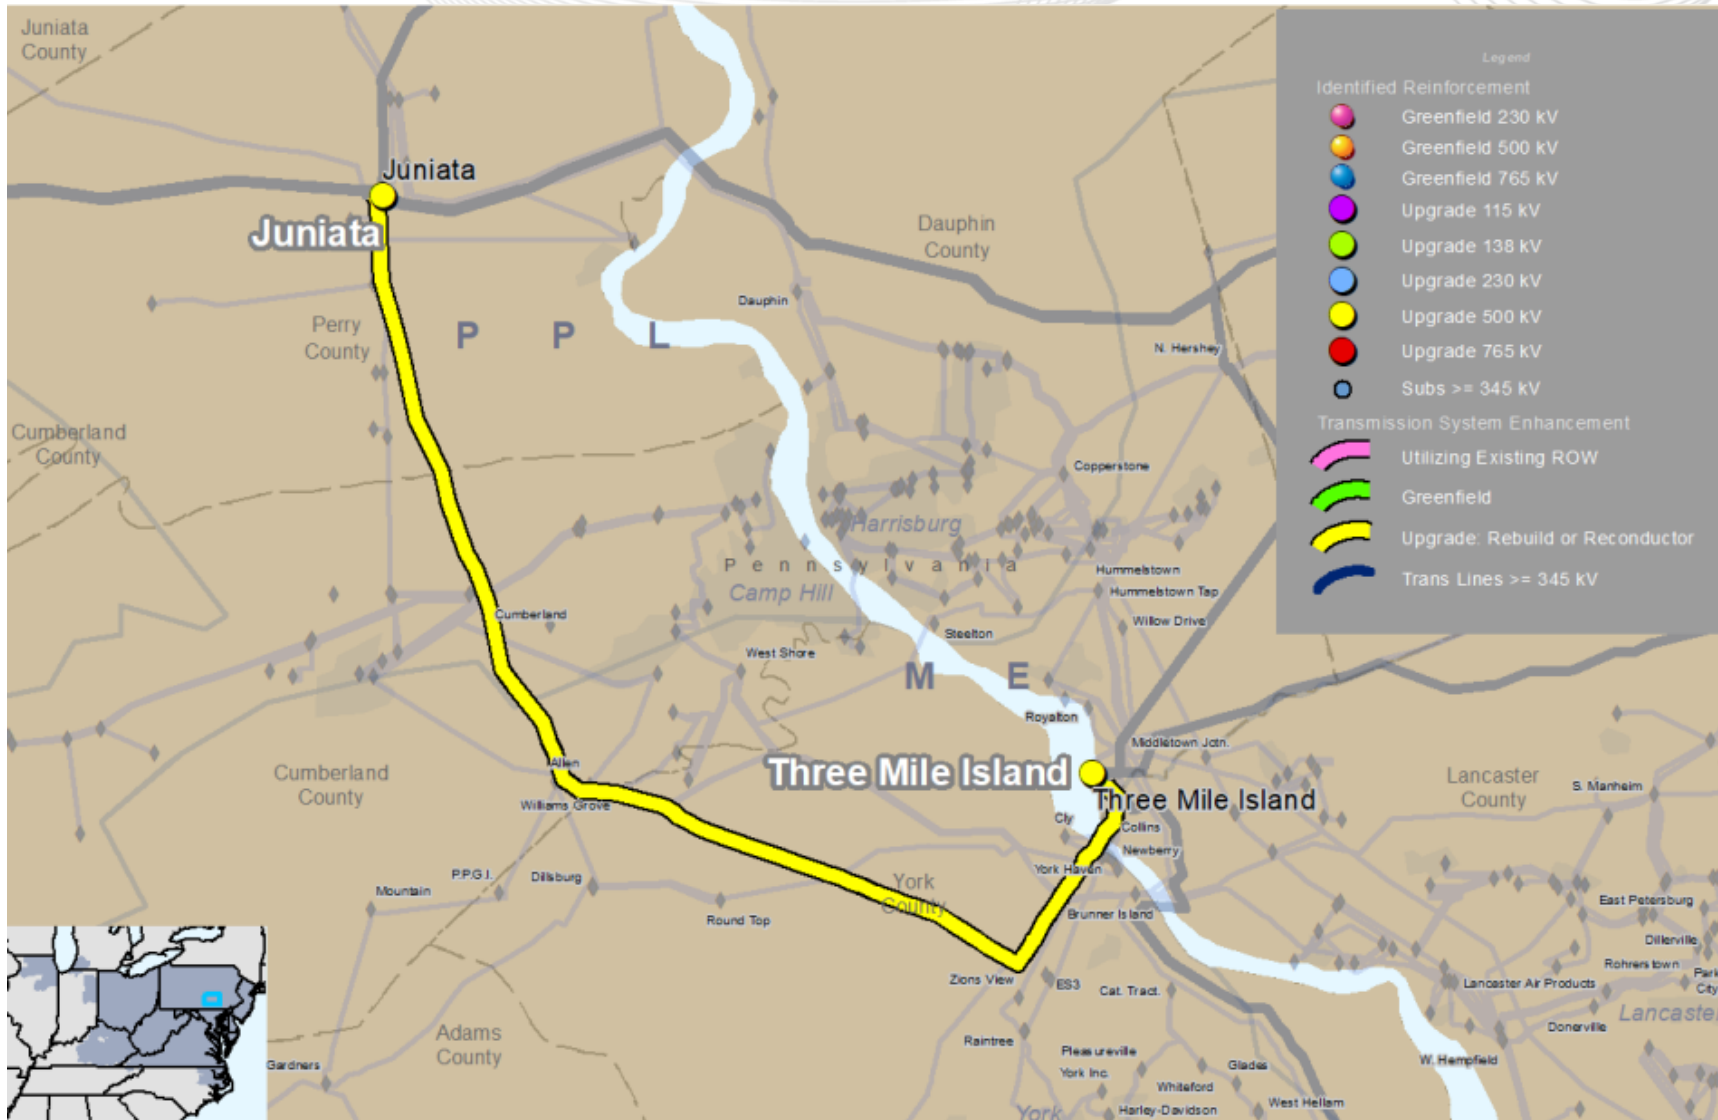 Juniata
County
Juniata
Juniata
Dauphin
County
Dauphin
Perry
County
P P L
N. Hershey
Cumberland
County
Copperstone
Harrisburg
Pennsylvania
Camp Hill
Hummelstown
Hummelstown Tap
Cumberland
Willow Drive
Steelton
West Shore
M E
Royalton
Middletown Jctn.
Allen
Three Mile Island
Three Mile Island
Cumberland
County
Lancaster
County
S. Manheim
Williams Grove
Cly
Collins
Newberry
York Haven
P.P.G.I.
Dillsburg
Mountain
York
County
Round Top
Brunner Island
East Petersburg
Dillerville
Rohrerstown
Park
City
Zions View
ES3
Cat. Tract.
Lancaster Air Products
Lancaster
Donerville
Adams
County
Raintree
Pleasureville
York Inc.
Glades
W. Hempfield
Gardners
Whiteford
West Hellam
York
Harley-Davidson
Legend
Identified Reinforcement
Greenfield 230 kV
Greenfield 500 kV
Greenfield 765 kV
Upgrade 115 kV
Upgrade 138 kV
Upgrade 230 kV
Upgrade 500 kV
Upgrade 765 kV
Subs >= 345 kV
Transmission System Enhancement
Utilizing Existing ROW
Greenfield
Upgrade: Rebuild or Reconductor
Trans Lines >= 345 kV